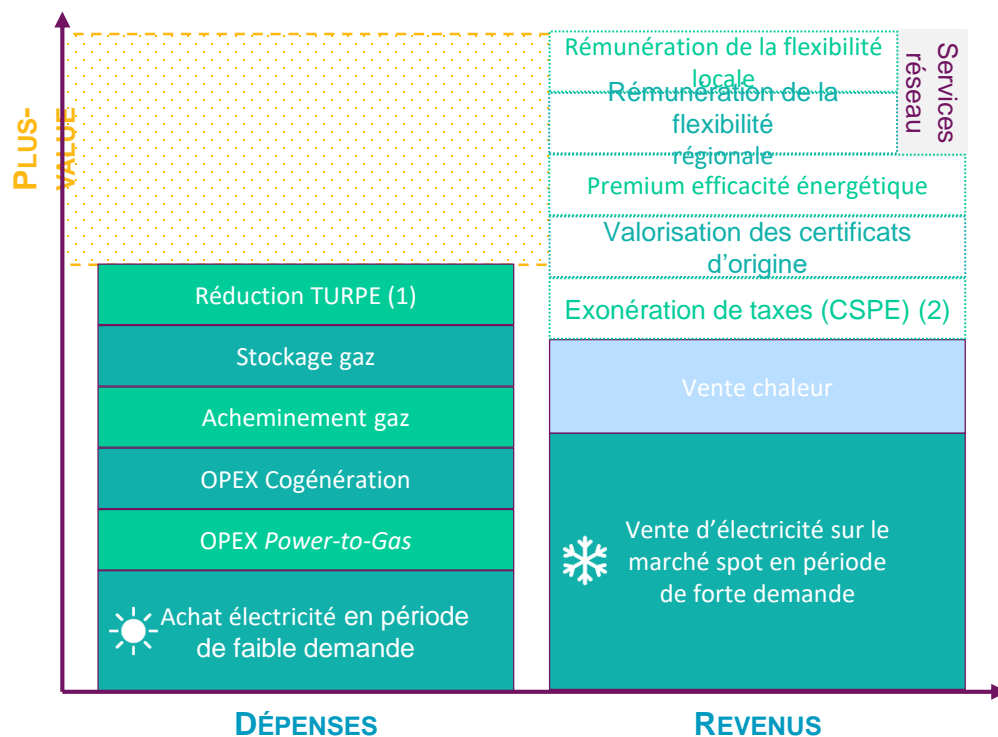 PLUS-
VALUE
Réduction TURPE (1)
Stockage gaz
Acheminement gaz
OPEX Cogénération
OPEX Power-to-Gas
Achat électricité en période
de faible demande
DÉPENSES
Rémunération de la flexibilité
locale
Rémunération de la
flexibilité
régionale
Services
réseau
Premium efficacité énergétique
Valorisation des certificats
d’origine
Exonération de taxes (CSPE) (2)
Vente chaleur
Vente d’électricité sur le
marché spot en période
de forte demande
REVENUS